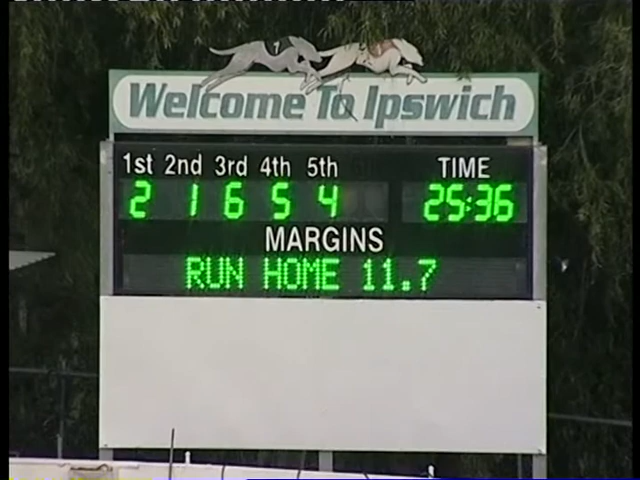 1
Welcome To Ipswich
1st 2nd 3rd 4th 5th TIME
2 1 6 5 4 25:36
MARGINS
RUN HOME 11.7